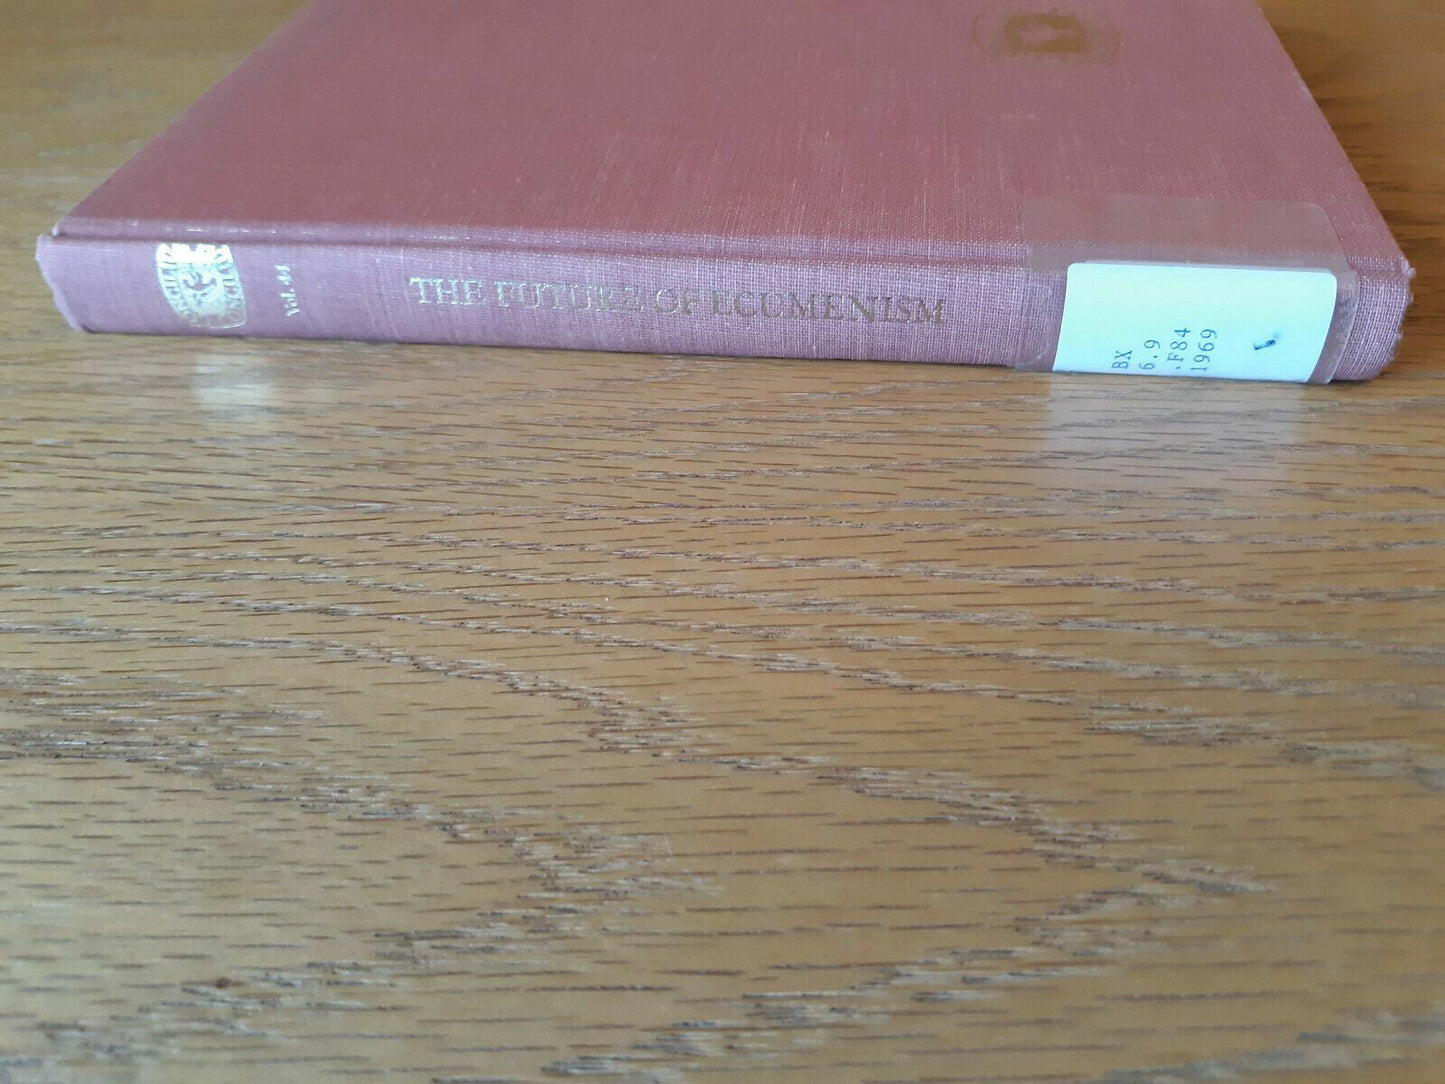 Vol. 44
THE FUTURE OF ECUMENISM
BX
6.9
.F84
1969